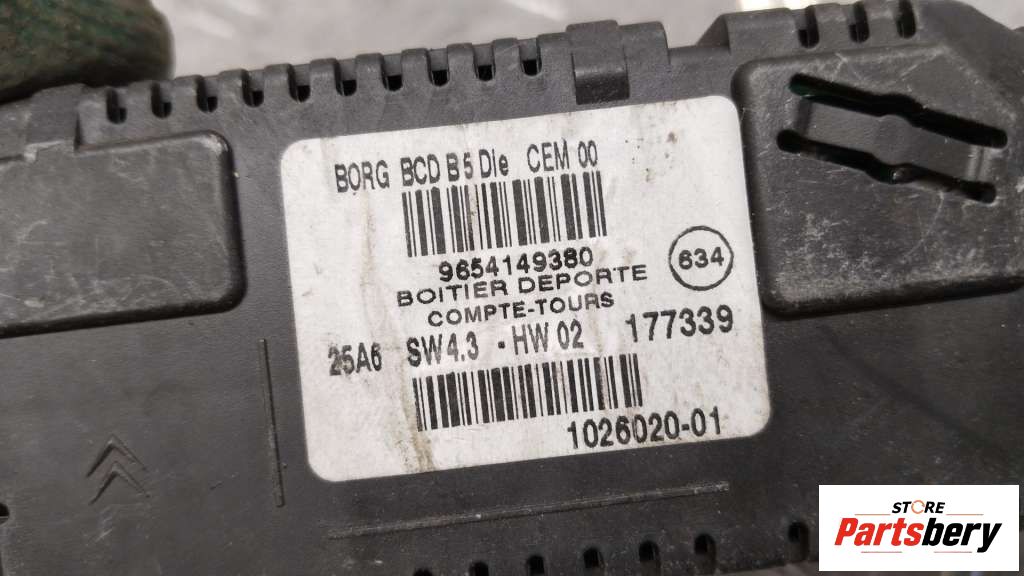 BORG BCD B5 Die CEM 00
9654149380
BOITIER DEPORTE
COMPTE-TOURS
634
25A6 SW4.3 - HW 02 177339
1026020-01
STORE
Partsbery